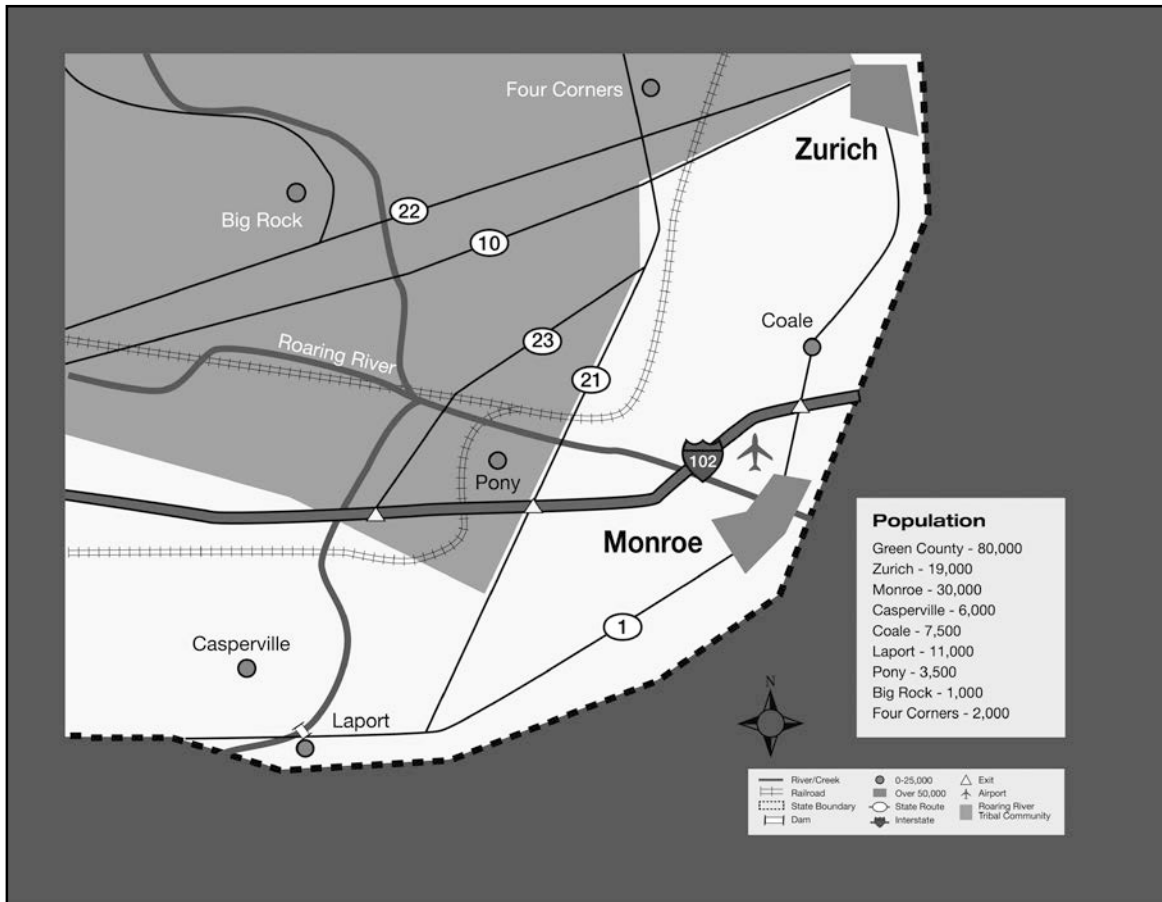 Four Corners
Zurich
Big Rock
22
10
Coale
Roaring River
23
21
102
Pony
Monroe
1
Casperville
Laport
Population
Green County - 80,000
Zurich - 19,000
Monroe - 30,000
Casperville - 6,000
Coale - 7,500
Laport - 11,000
Pony - 3,500
Big Rock - 1,000
Four Corners - 2,000
N
River/Creek
Railroad
State Boundary
Dam
0-25,000
Over 50,000
State Route
Interstate
Exit
Airport
Roaring River
Tribal Community